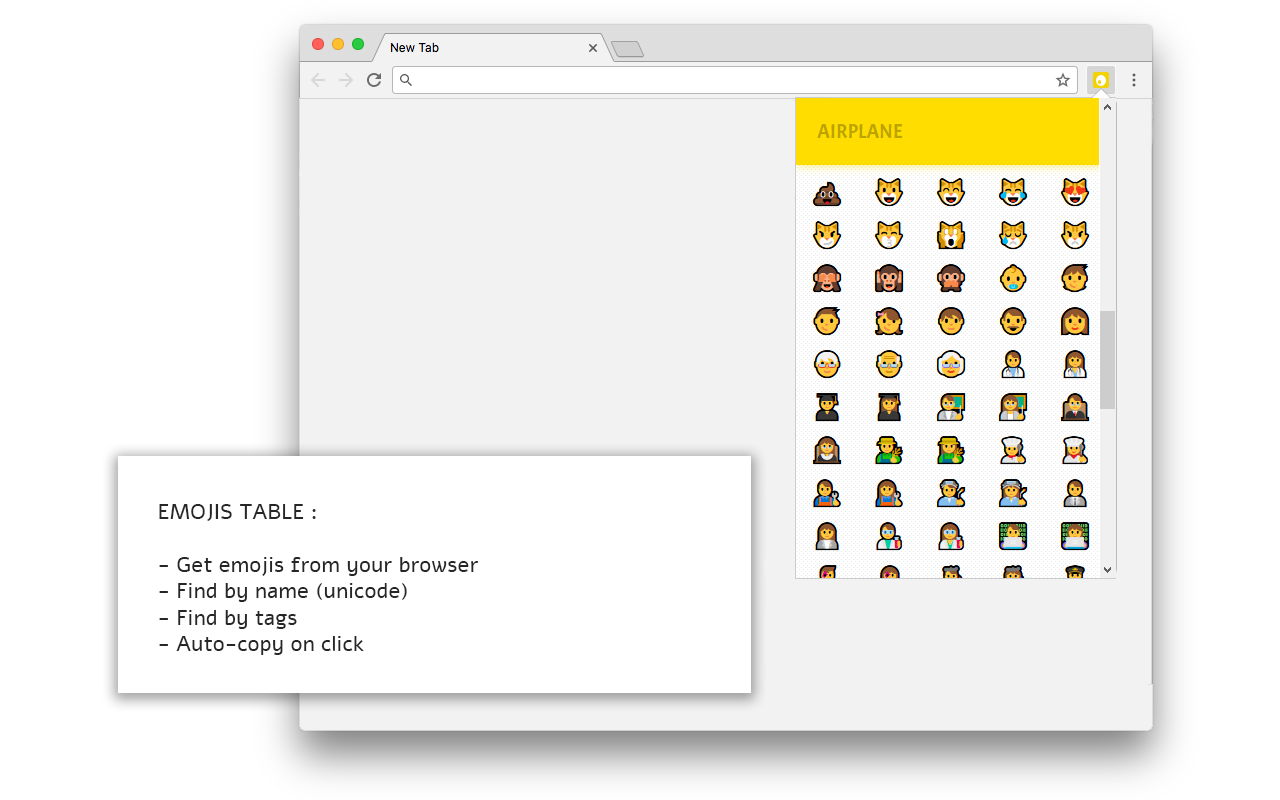 New Tab
AIRPLANE
EMOJIS TABLE :
- Get emojis from your browser
- Find by name (unicode)
- Find by tags
- Auto-copy on click